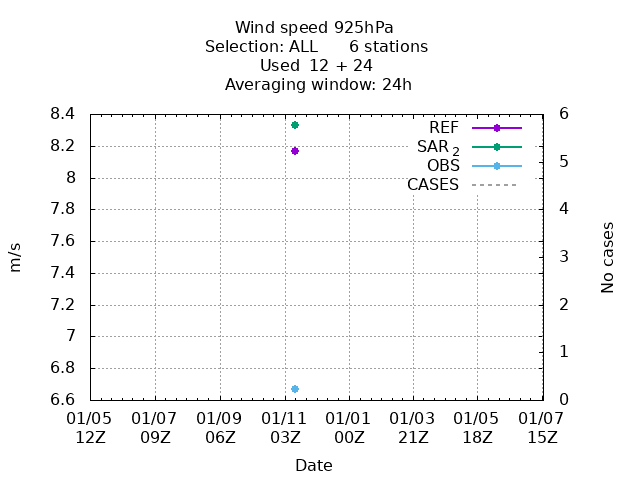 Wind speed 925hPa
Selection: ALL 6 stations
Used 12 + 24
Averaging window: 24h
8.4
8.2
8
7.8
7.6
7.4
7.2
7
6.8
6.6
m/s
6
5
4
3
2
1
0
No cases
REF
SAR 2
OBS
CASES
01/05 01/07 01/09 01/11 01/01 01/03 01/05 01/07
12Z 09Z 06Z 03Z 00Z 21Z 18Z 15Z
Date